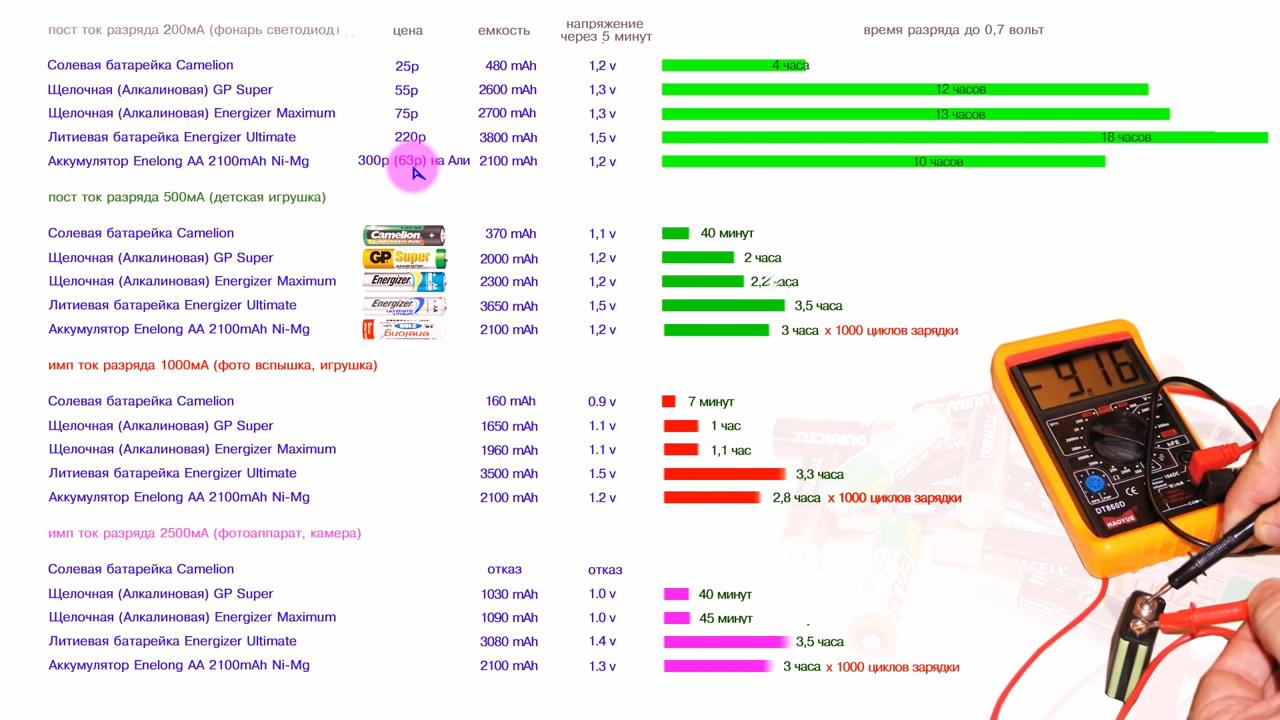 пост ток разряда 200мА (фонарь светодиод) цена емкость напряжение через 5 минут время разряда до 0,7 вольт
Солевая батарейка Camelion 25р 480 mAh 1,2 v 4 часа
Щелочная (Алкалиновая) GP Super 55р 2600 mAh 1,3 v 12 часов
Щелочная (Алкалиновая) Energizer Maximum 75р 2700 mAh 1,3 v 13 часов
Литиевая батарейка Energizer Ultimate 220р 3800 mAh 1,5 v 18 часов
Аккумулятор Enelong AA 2100mAh Ni-Mg 300р (63р) на Али 2100 mAh 1,2 v 10 часов
пост ток разряда 500мА (детская игрушка)
Солевая батарейка Camelion Camelion 370 mAh 1,1 v 40 минут
Щелочная (Алкалиновая) GP Super GP Super 2000 mAh 1,2 v 2 часа
Щелочная (Алкалиновая) Energizer Maximum Energizer 2300 mAh 1,2 v 2,2 часа
Литиевая батарейка Energizer Ultimate Energizer 3650 mAh 1,5 v 3,5 часа
Аккумулятор Enelong AA 2100mAh Ni-Mg 2100 mAh 1,2 v 3 часа x 1000 циклов зарядки
имп ток разряда 1000мА (фото вспышка, игрушка)
Солевая батарейка Camelion 160 mAh 0.9 v 7 минут
Щелочная (Алкалиновая) GP Super 1650 mAh 1.1 v 1 час
Щелочная (Алкалиновая) Energizer Maximum 1960 mAh 1.1 v 1,1 час
Литиевая батарейка Energizer Ultimate 3500 mAh 1.5 v 3,3 часа
Аккумулятор Enelong AA 2100mAh Ni-Mg 2100 mAh 1.2 v 2,8 часа x 1000 циклов зарядки
имп ток разряда 2500мА (фотоаппарат, камера)
Солевая батарейка Camelion отказ отказ
Щелочная (Алкалиновая) GP Super 1030 mAh 1.0 v 40 минут
Щелочная (Алкалиновая) Energizer Maximum 1090 mAh 1.0 v 45 минут
Литиевая батарейка Energizer Ultimate 3080 mAh 1.4 v 3,5 часа
Аккумулятор Enelong AA 2100mAh Ni-Mg 2100 mAh 1.3 v 3 часа x 1000 циклов зарядки
-9.16
hFE
DT860D
HAOYUE